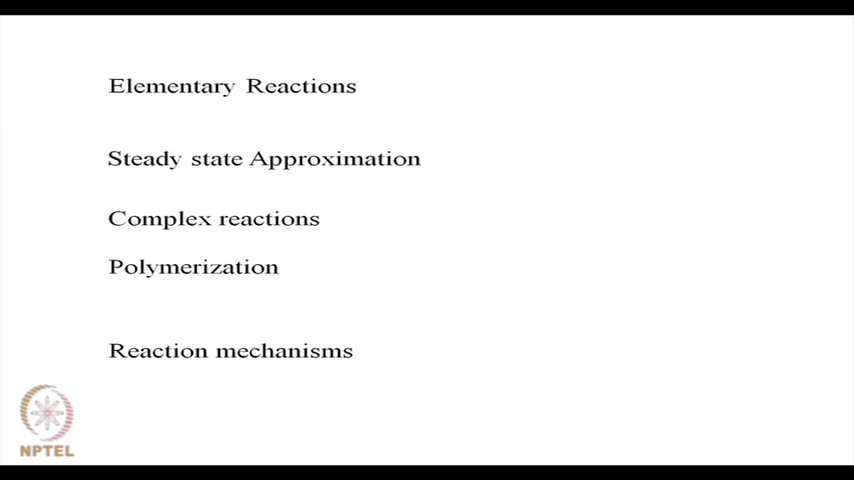 Elementary Reactions
Steady state Approximation
Complex reactions
Polymerization
Reaction mechanisms
NPTEL